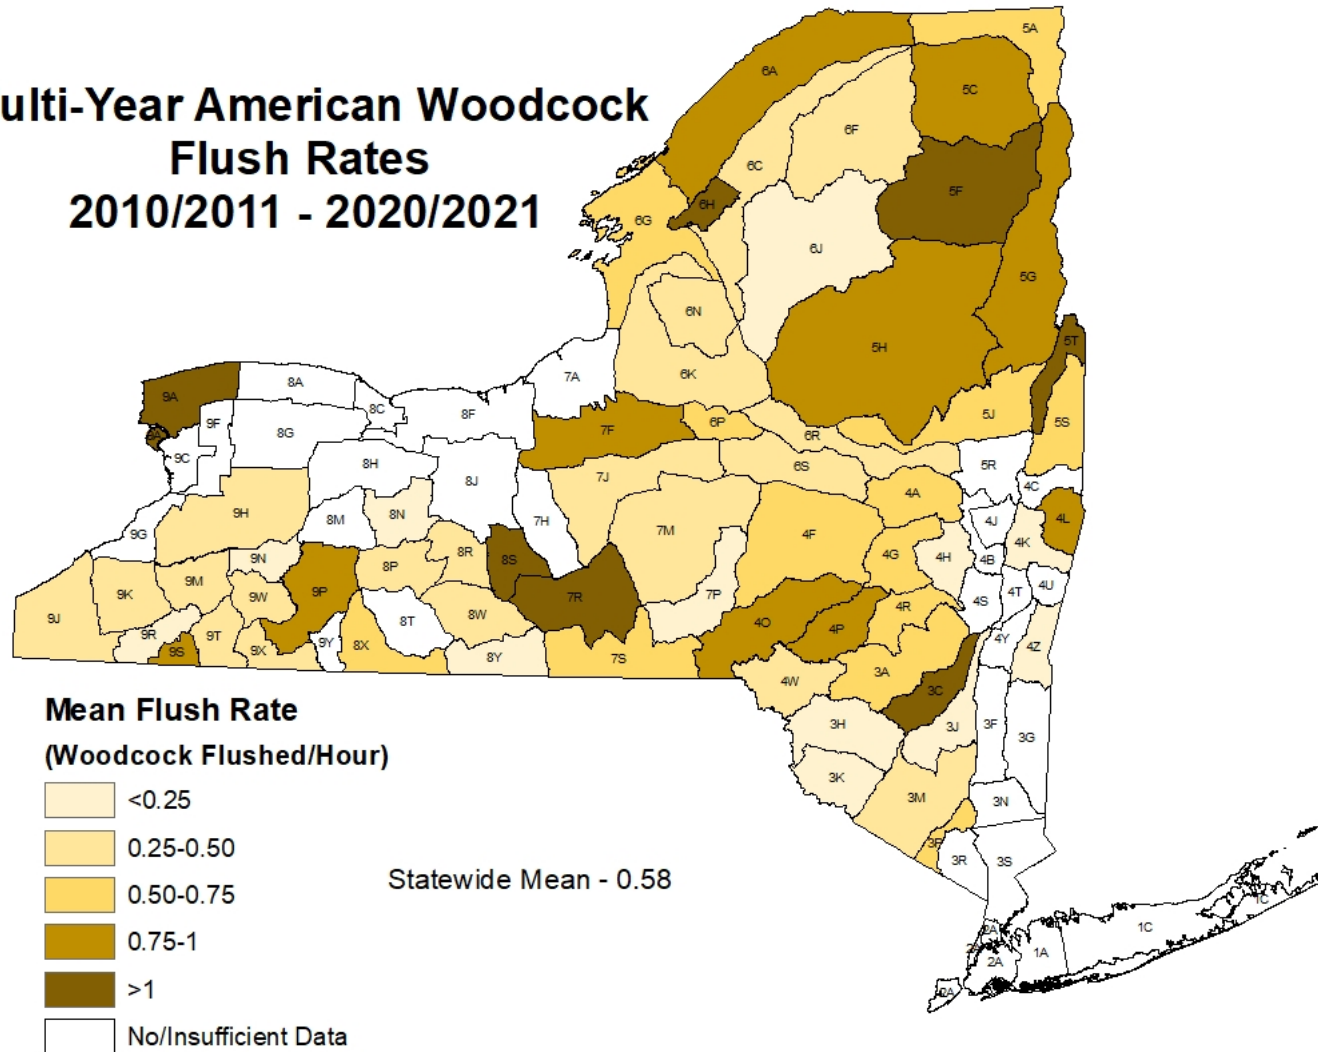 ulti-Year American Woodcock
Flush Rates
2010/2011 - 2020/2021
5A
6A
5C
6F
6C
5F
6H
6G
6J
5G
6N
5H
5T
6K
7A
8A
9A
8C
8F
9F
8G
7F
6P
6R
5J
5S
9C
8H
8J
7J
6S
5R
4C
4A
9H
8M
8N
7H
7M
4F
4J
4L
9G
4G
4H
4K
4B
9N
8R
8S
8P
9M
9K
9W
9P
7R
7P
4S
4T
4U
9J
9R
9T
8T
8W
4O
4P
4R
4Y
4Z
9S
9X
9Y
8X
8Y
7S
4W
3A
3C
3H
3J
3F
3G
3K
3M
3N
3P
3R
3S
1C
1C
2A
2A
2A
1A
2A
Mean Flush Rate
(Woodcock Flushed/Hour)
<0.25
0.25-0.50
0.50-0.75
0.75-1
>1
No/Insufficient Data
Statewide Mean - 0.58